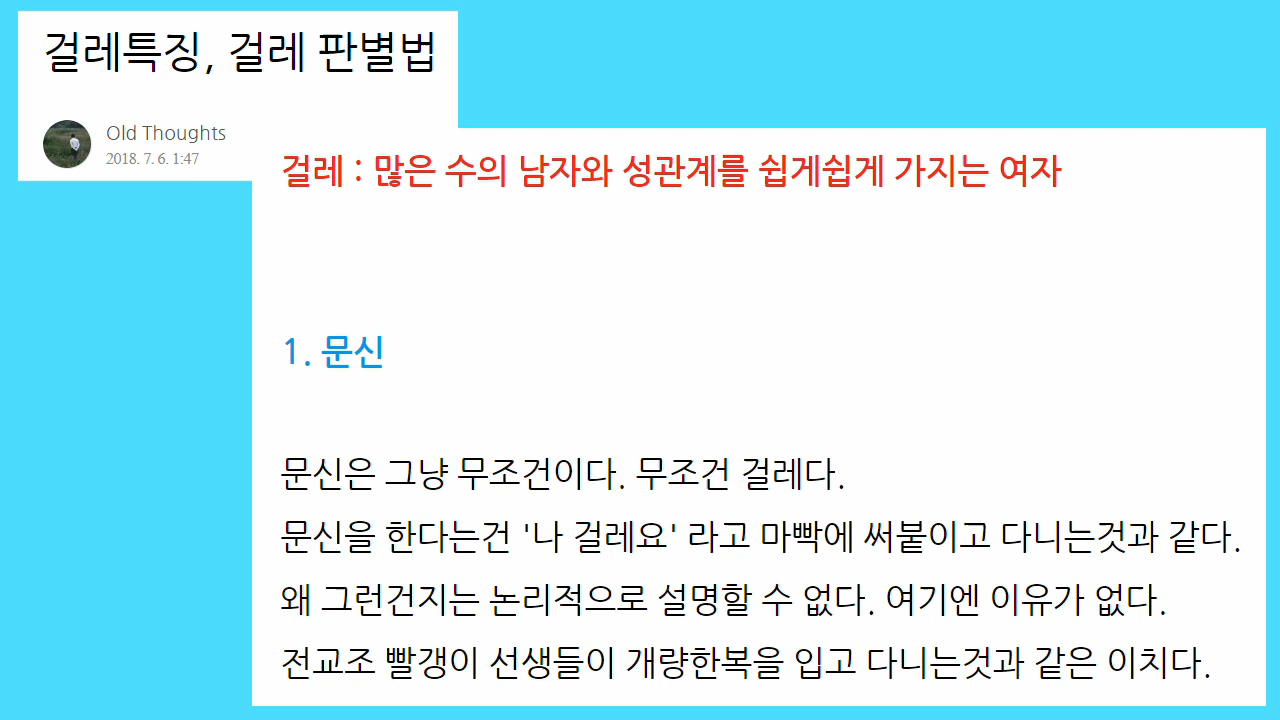 걸레특징, 걸레 판별법
Old Thoughts
2018. 7. 6. 1:47
걸레 : 많은 수의 남자와 성관계를 쉽게쉽게 가지는 여자
1. 문신
문신은 그냥 무조건이다. 무조건 걸레다.
문신을 한다는건 '나 걸레요' 라고 마빡에 써붙이고 다니는것과 같다.
왜 그런건지는 논리적으로 설명할 수 없다. 여기엔 이유가 없다.
전교조 빨갱이 선생들이 개량한복을 입고 다니는것과 같은 이치다.